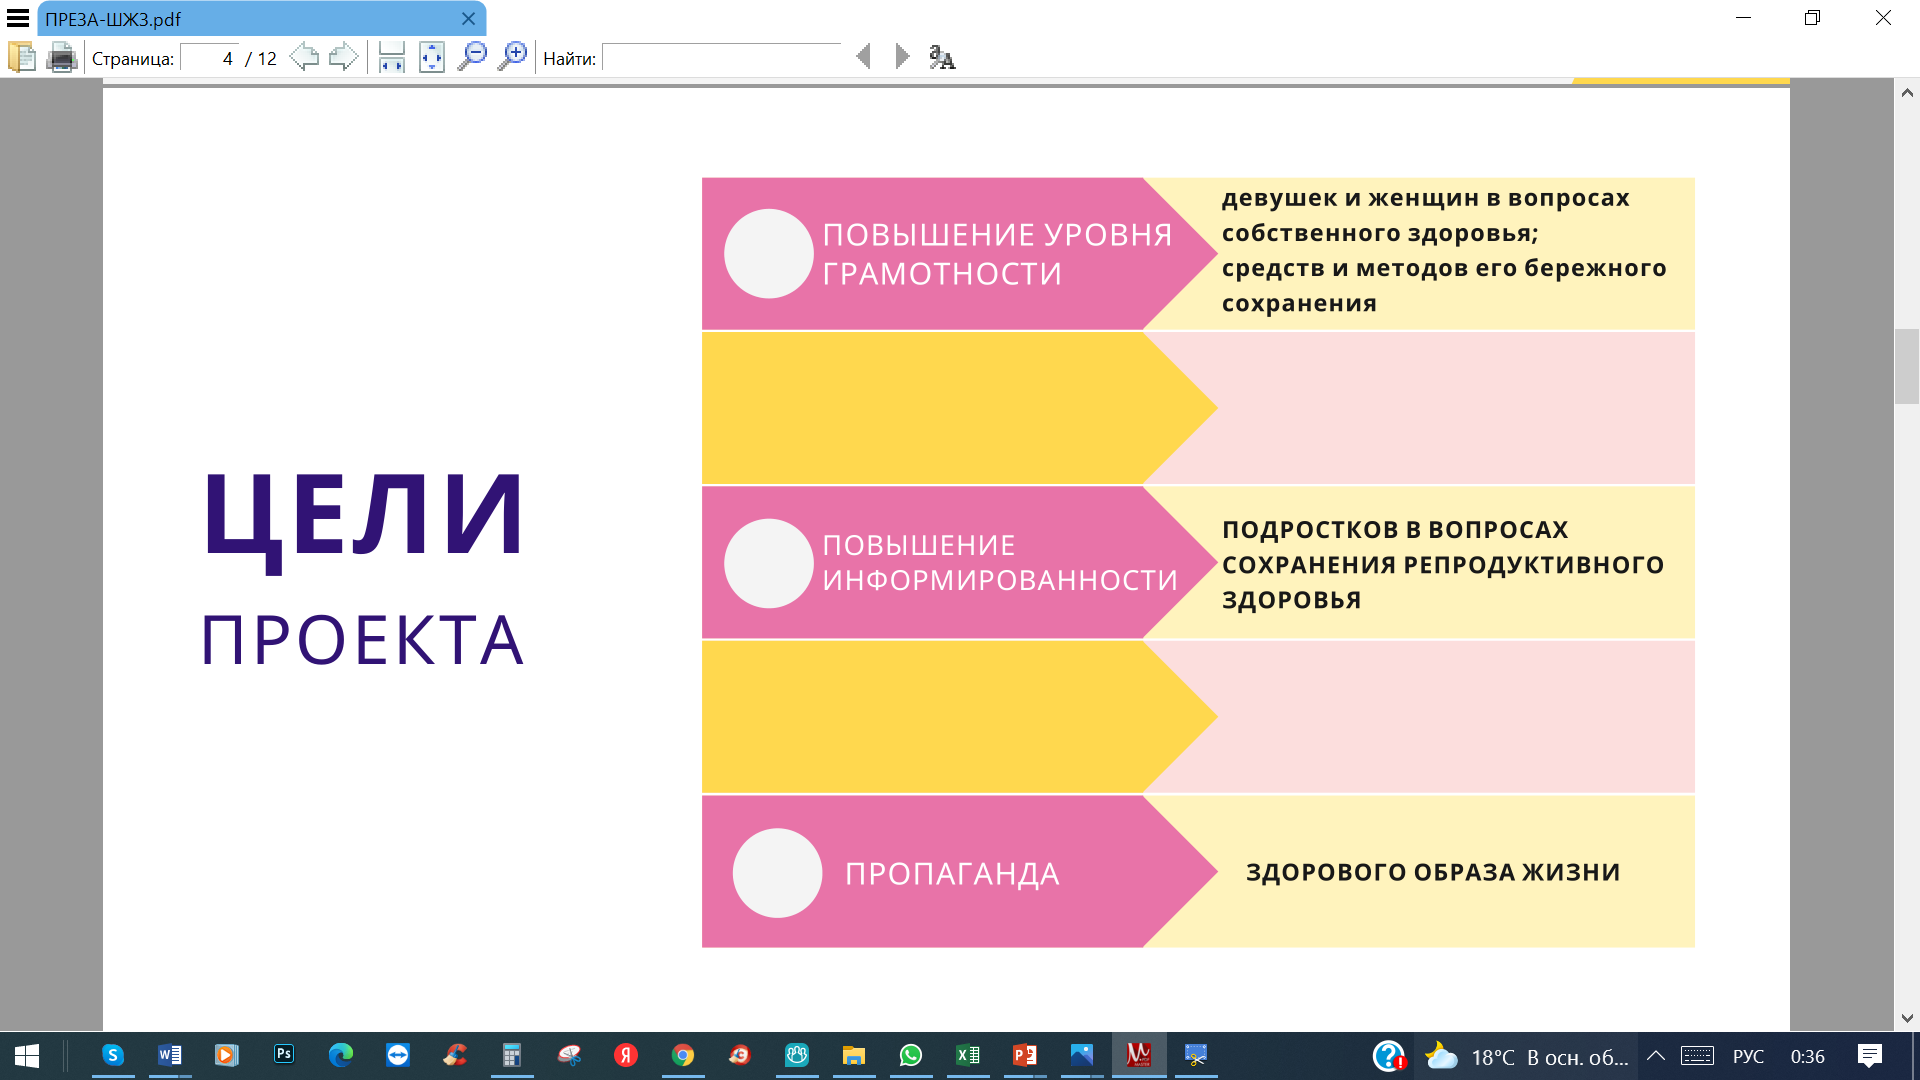 ПРЕЗА-ШЖЗ.pdf
Страница: 4 / 12 Найти:
ЦЕЛИ
ПРОЕКТА
ПОВЫШЕНИЕ УРОВНЯ
ГРАМОТНОСТИ
девушек и женщин в вопросах
собственного здоровья;
средств и методов его бережного
сохранения
ПОВЫШЕНИЕ
ИНФОРМИРОВАННОСТИ
ПОДРОСТКОВ В ВОПРОСАХ
СОХРАНЕНИЯ РЕПРОДУКТИВНОГО
ЗДОРОВЬЯ
ПРОПАГАНДА
ЗДОРОВОГО ОБРАЗА ЖИЗНИ
18°C В осн. об... РУС 0:36